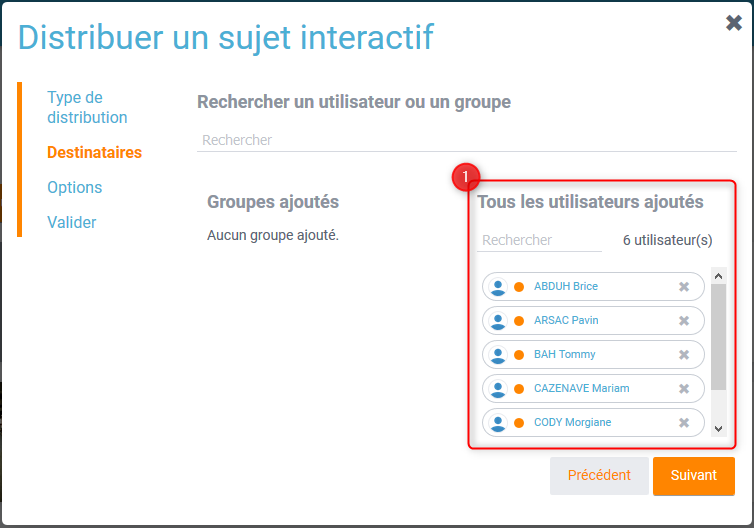 Distribuer un sujet interactif
Type de
distribution
Destinataires
Options
Valider
Rechercher un utilisateur ou un groupe
Rechercher
Groupes ajoutés
Aucun groupe ajouté.
1
Tous les utilisateurs ajoutés
Rechercher
6 utilisateur(s)
ABDUH Brice
ARSAC Pavin
BAH Tommy
CAZENAVE Mariam
CODY Morgiane
Précédent
Suivant